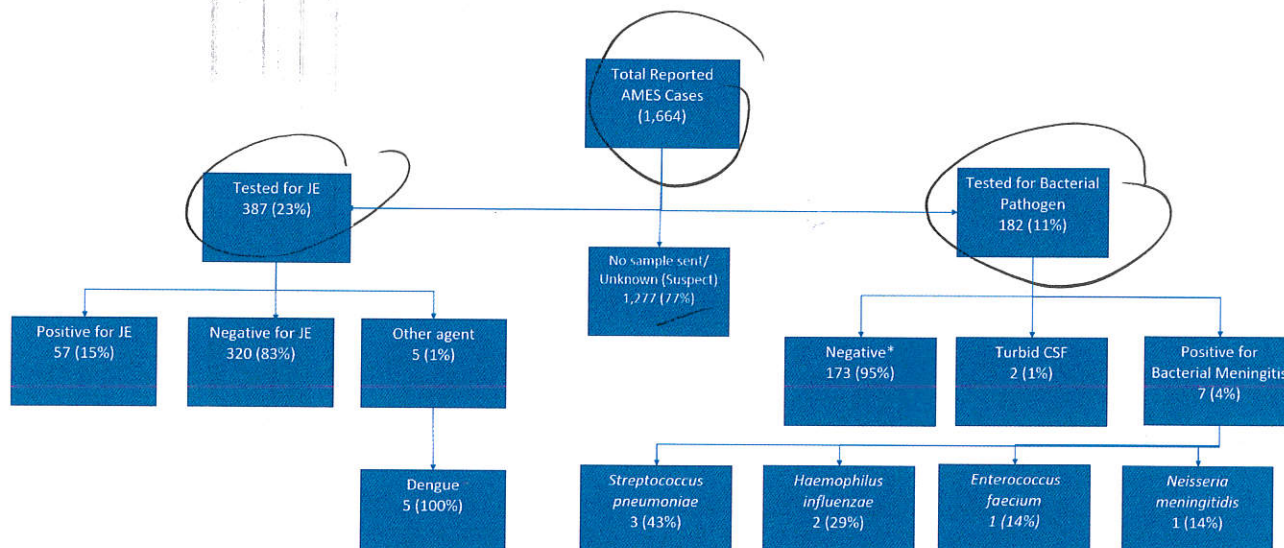 Total Reported
AMES Cases
(1,664)
Tested for JE
387 (23%)
Tested for Bacterial
Pathogen
182 (11%)
No sample sent/
Unknown (Suspect)
1,277 (77%)
Positive for JE
57 (15%)
Negative for JE
320 (83%)
Other agent
5 (1%)
Negative*
173 (95%)
Turbid CSF
2 (1%)
Positive for
Bacterial Meningitis
7 (4%)
Dengue
5 (100%)
Streptococcus
pneumoniae
3 (43%)
Haemophilus
influenzae
2 (29%)
Enterococcus
faecium
1 (14%)
Neisseria
meningitidis
1 (14%)